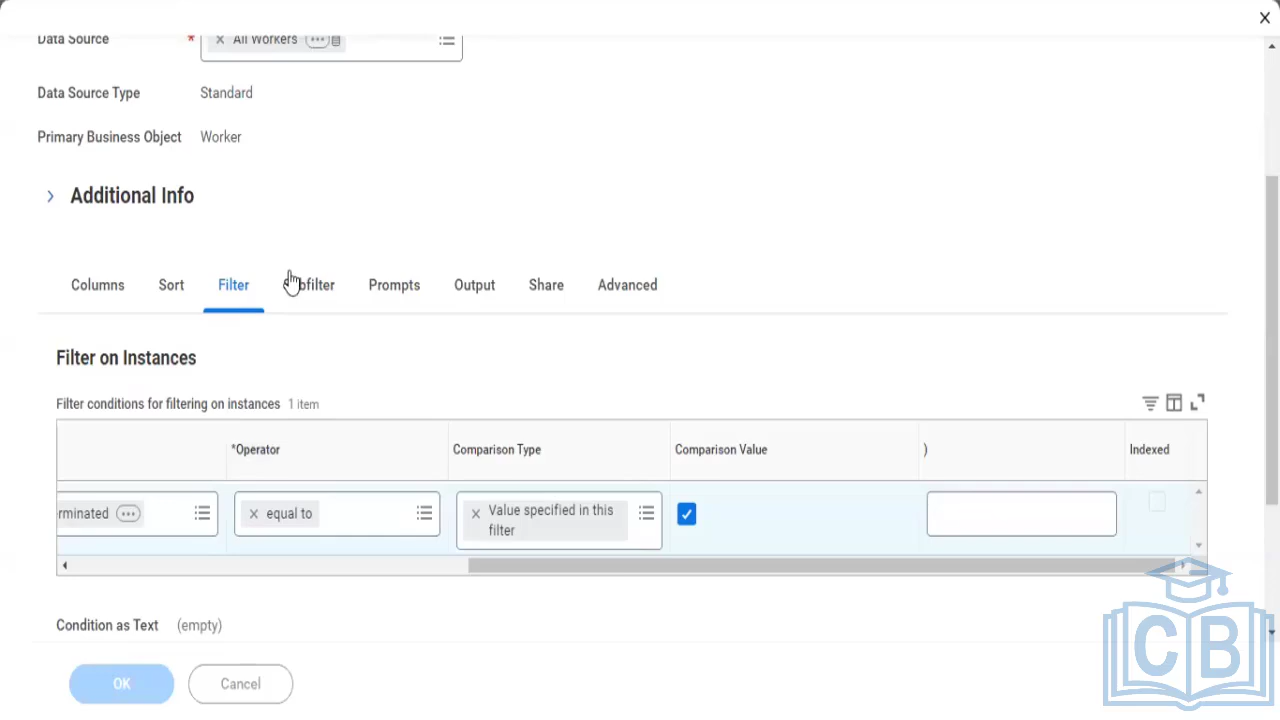 X
Data Source * × All Workers
Data Source Type Standard
Primary Business Object Worker
Additional Info
Columns Sort Filter Prompts Output Share Advanced
Filter on Instances
Filter conditions for filtering on instances 1 item
*Operator Comparison Type Comparison Value ) Indexed
rminated × equal to × Value specified in this
filter
Condition as Text (empty)
OK Cancel
CB